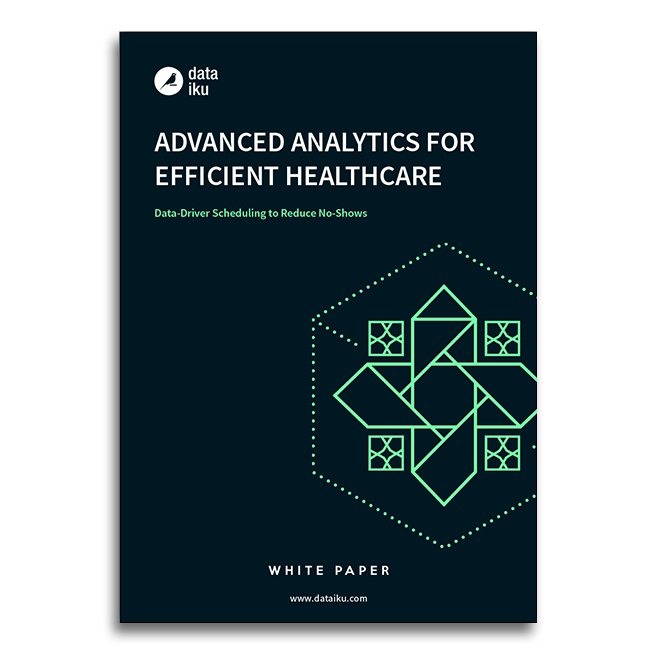 data
iku
ADVANCED ANALYTICS FOR
EFFICIENT HEALTHCARE
Data-Driver Scheduling to Reduce No-Shows
WHITE PAPER
www.dataiku.com